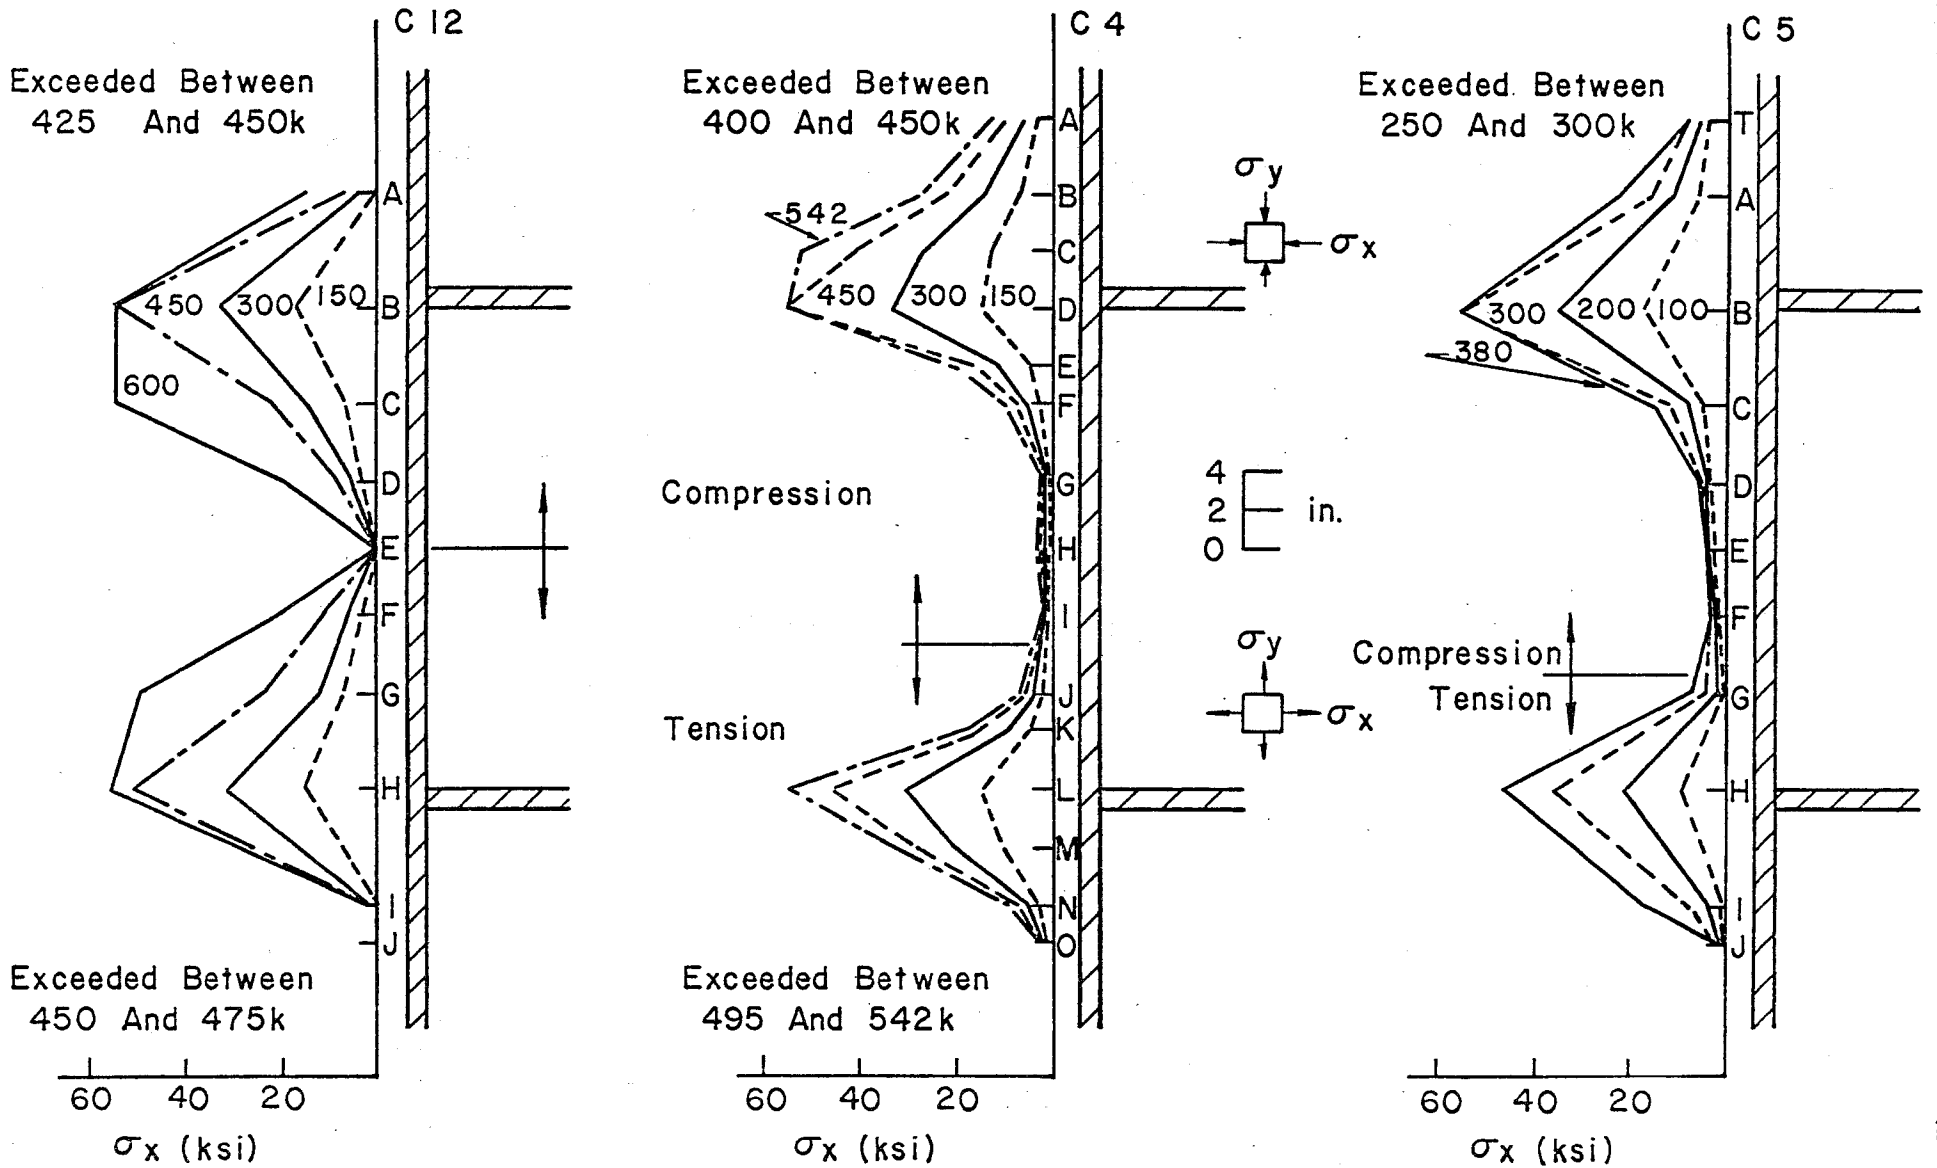 C 12
Exceeded Between
425 And 450k
A
B
C
D
E
F
G
H
I
J
450
300
150
600
Exceeded Between
450 And 475k
60 40 20
σx (ksi)
C 4
Exceeded Between
400 And 450k
A
B
C
D
E
F
G
H
I
J
K
L
M
N
O
542
450
300
150
Compression
Tension
Exceeded Between
495 And 542k
60 40 20
σx (ksi)
σy
σx
4
2
0
in.
σy
σx
C 5
Exceeded Between
250 And 300k
T
A
B
C
D
E
F
G
H
I
J
300
200
100
380
Compression
Tension
60 40 20
σx (ksi)